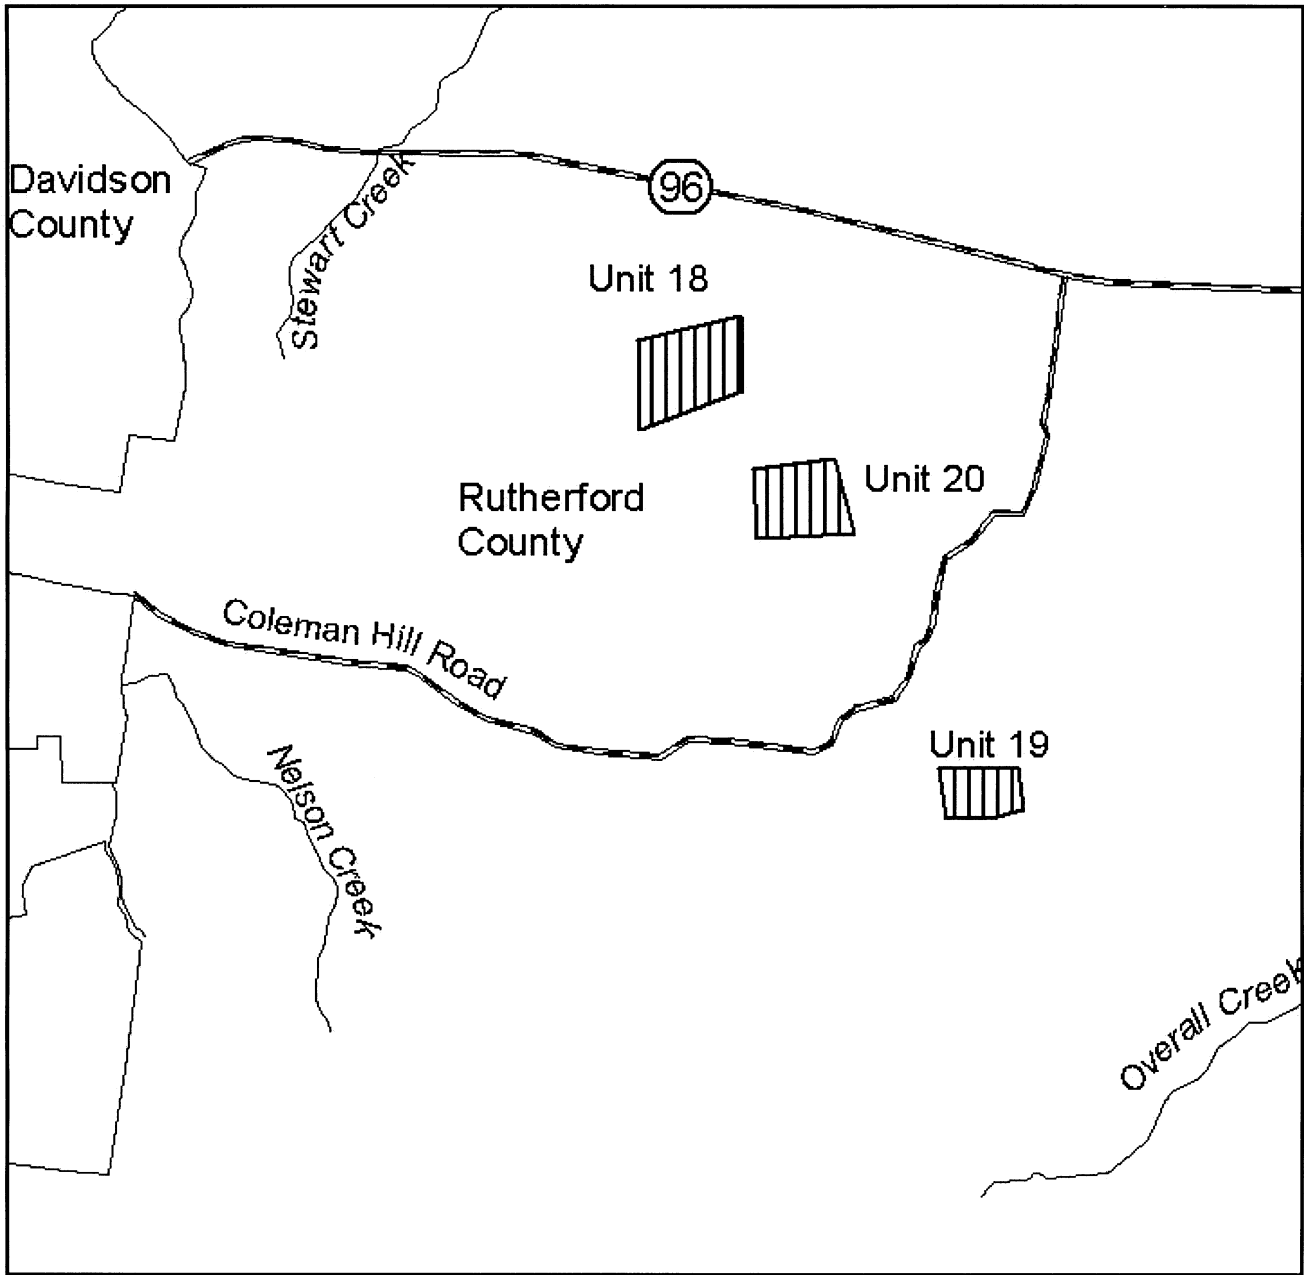 Davidson
County
Stewart Creek
96
Unit 18
Unit 20
Rutherford
County
Coleman Hill Road
Unit 19
Nelson Creek
Overall Creek